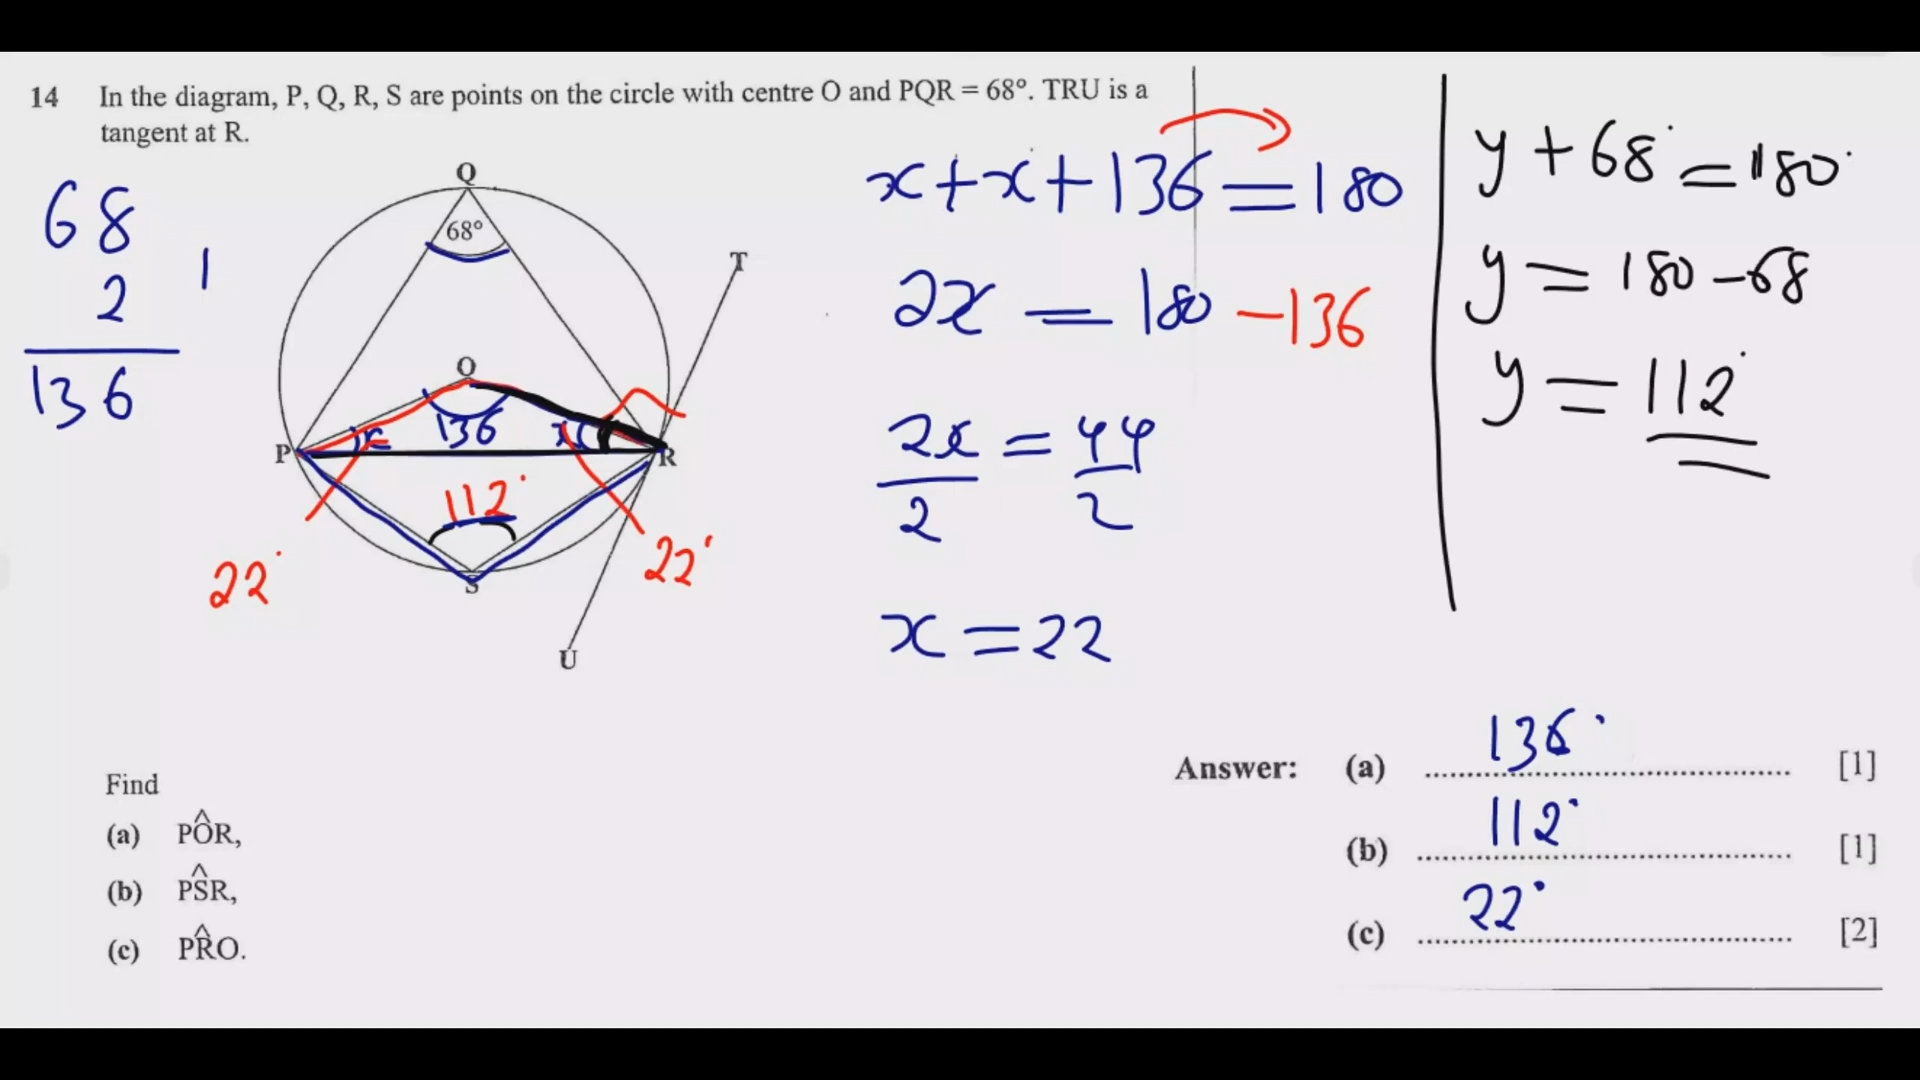 14 In the diagram, P, Q, R, S are points on the circle with centre O and PQR = 68°. TRU is a
tangent at R.
68
2
136
Q
68°
T
O
136
x
x
P
R
112°
S
22°
22°
U
x + x + 136 = 180
2x = 180 - 136
2x = 44
2 2
x = 22
y + 68° = 180°
y = 180 - 68
y = 112°
Find
(a) PÔR,
(b) PŜR,
(c) PR̂O.
Answer: (a) 136° [1]
(b) 112° [1]
(c) 22° [2]